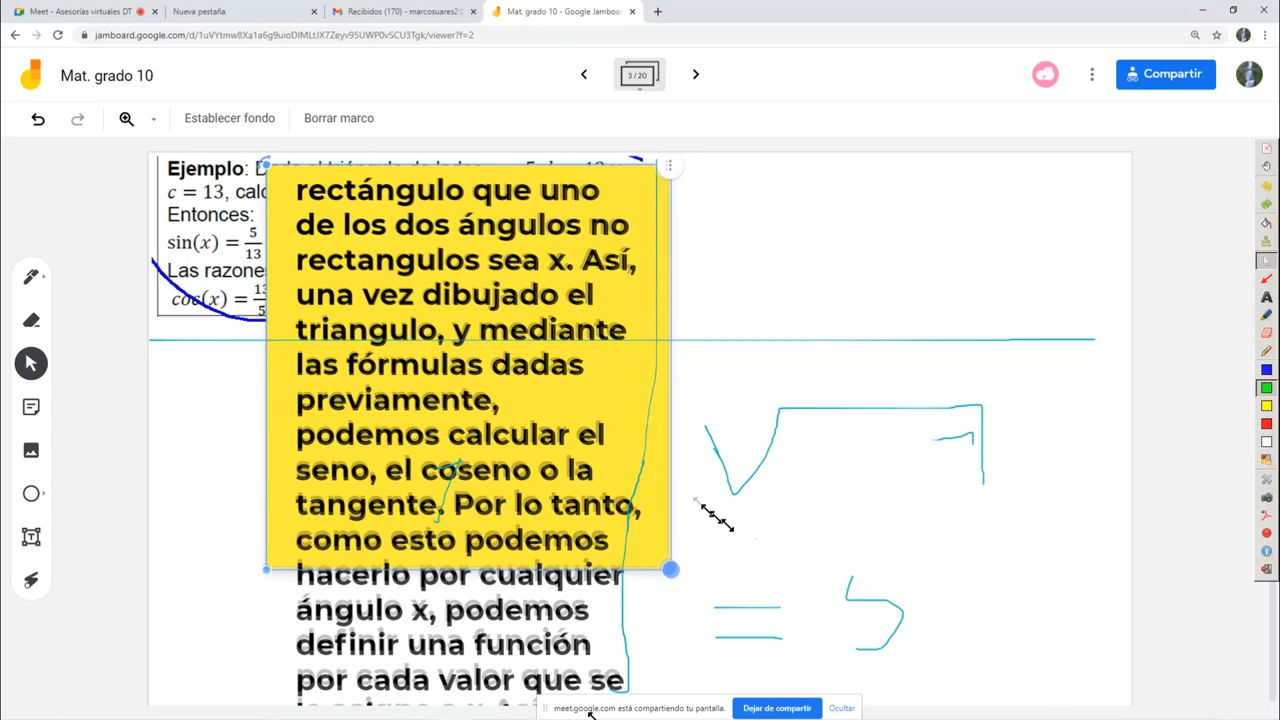 Meet - Asesorías virtuales DT
Nueva pestaña
Recibidos (170) - marcosuares2
Mat. grado 10 - Google Jamboa
jamboard.google.com/d/1uVYtmw8Xa1a6g9uioDlMLtJX7Zeyv95UWP0vSCU3Tgk/viewer?f=2
Mat. grado 10
3 / 20
Compartir
Establecer fondo
Borrar marco
Ejemplo:
c = 13, calc
Entonces:
sin(x) = 5/13
Las razone
coc(x) = 13/5
rectángulo que uno
de los dos ángulos no
rectangulos sea x. Así,
una vez dibujado el
triangulo, y mediante
las fórmulas dadas
previamente,
podemos calcular el
seno, el coseno o la
tangente. Por lo tanto,
como esto podemos
hacerlo por cualquier
ángulo x, podemos
definir una función
por cada valor que se
= 5
meet.google.com está compartiendo tu pantalla.
Dejar de compartir
Ocultar